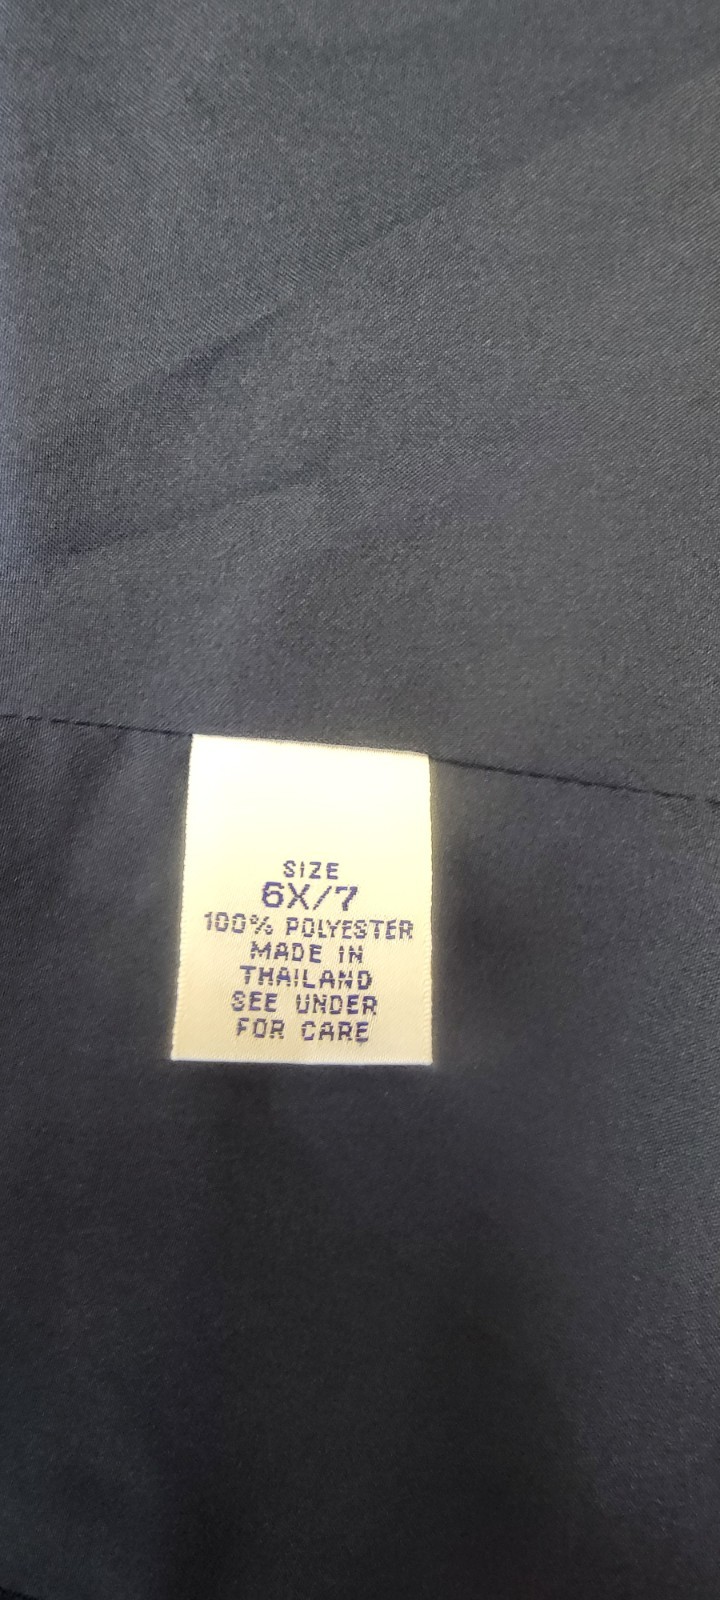 SIZE
6X/7
100% POLYESTER
MADE IN
THAILAND
SEE UNDER
FOR CARE